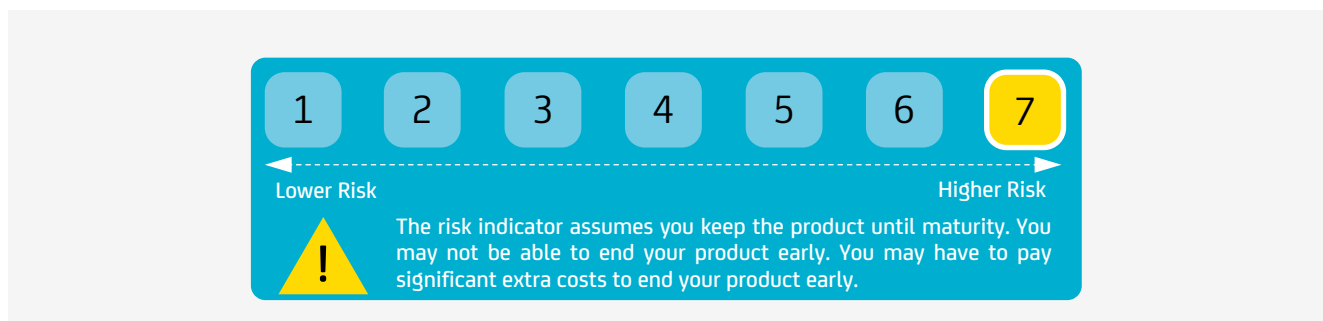 1 2 3 4 5 6 7
Lower Risk Higher Risk
The risk indicator assumes you keep the product until maturity. You
may not be able to end your product early. You may have to pay
significant extra costs to end your product early.
!